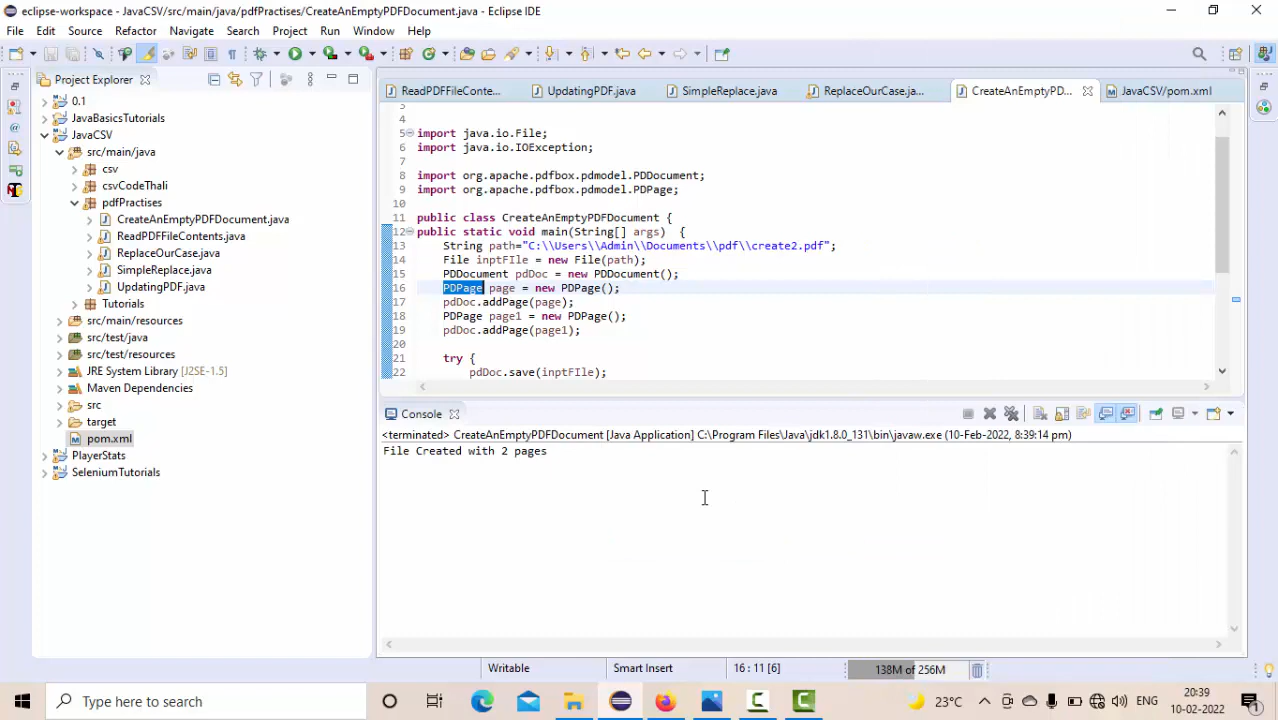 eclipse-workspace - JavaCSV/src/main/java/pdfPractises/CreateAnEmptyPDFDocument.java - Eclipse IDE
File Edit Source Refactor Navigate Search Project Run Window Help
Project Explorer
ReadPDFFileConte... UpdatingPDF.java SimpleReplace.java ReplaceOurCase.ja... CreateAnEmptyPD... JavaCSV/pom.xml
0.1
JavaBasicsTutorials
JavaCSV
src/main/java
csv
csvCodeThali
pdfPractises
CreateAnEmptyPDFDocument.java
ReadPDFFileContents.java
ReplaceOurCase.java
SimpleReplace.java
UpdatingPDF.java
Tutorials
src/main/resources
src/test/java
src/test/resources
JRE System Library [J2SE-1.5]
Maven Dependencies
src
target
pom.xml
PlayerStats
SeleniumTutorials
4
5 import java.io.File;
6 import java.io.IOException;
7
8 import org.apache.pdfbox.pdmodel.PDDocument;
9 import org.apache.pdfbox.pdmodel.PDPage;
10
11 public class CreateAnEmptyPDFDocument {
12 public static void main(String[] args) {
13 String path="C:\\Users\\Admin\\Documents\\pdf\\create2.pdf";
14 File inptFIle = new File(path);
15 PDDocument pdDoc = new PDDocument();
16 PDPage page = new PDPage();
17 pdDoc.addPage(page);
18 PDPage page1 = new PDPage();
19 pdDoc.addPage(page1);
20
21 try {
22 pdDoc.save(inptFIle);
Console
<terminated> CreateAnEmptyPDFDocument [Java Application] C:\Program Files\Java\jdk1.8.0_131\bin\javaw.exe (10-Feb-2022, 8:39:14 pm)
File Created with 2 pages
Writable Smart Insert 16 : 11 [6] 138M of 256M
Type here to search 23°C ENG 20:39
10-02-2022